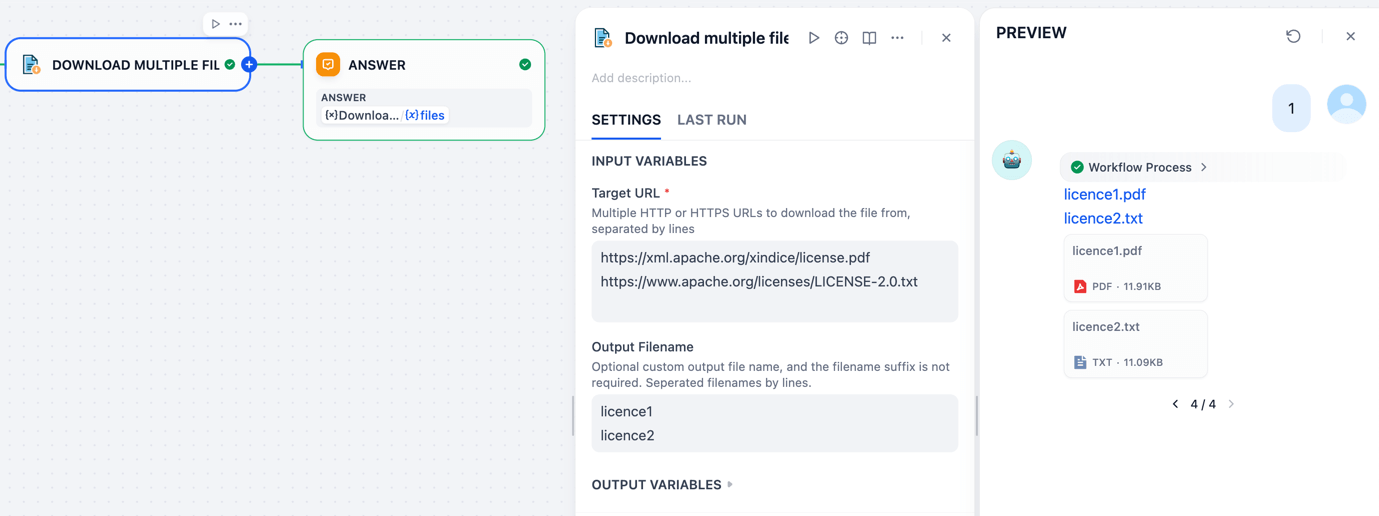 DOWNLOAD MULTIPLE FIL
ANSWER
ANSWER
{x}Downloa... / {x}files
Download multiple file
Add description...
SETTINGS LAST RUN
INPUT VARIABLES
Target URL *
Multiple HTTP or HTTPS URLs to download the file from,
separated by lines
https://xml.apache.org/xindice/license.pdf
https://www.apache.org/licenses/LICENSE-2.0.txt
Output Filename
Optional custom output file name, and the filename suffix is not
required. Seperated filenames by lines.
licence1
licence2
OUTPUT VARIABLES
PREVIEW
1
Workflow Process
licence1.pdf
licence2.txt
licence1.pdf
PDF · 11.91KB
licence2.txt
TXT · 11.09KB
4 / 4